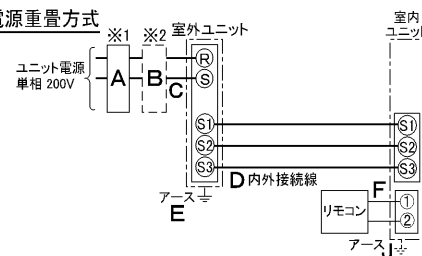 電源重畳方式
※1 ※2 室外ユニット
室内
ユニット
ユニット電源
単相 200V
A B C
R
S
S1 S1
S2 S2
S3 S3
D 内外接続線
アース
E
F
リモコン
1
2
アース
J